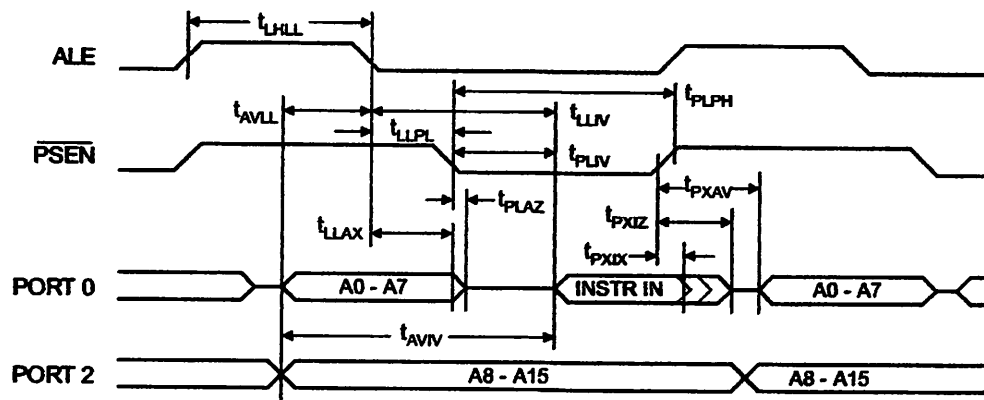 tLHLL
ALE
tPLPH
tAVLL
tLLIV
tLLPL
PSEN
tPLIV
tPXAV
tPLAZ
tPXIZ
tLLAX
tPXIX
PORT 0
A0 - A7
INSTR IN
A0 - A7
tAVIV
PORT 2
A8 - A15
A8 - A15